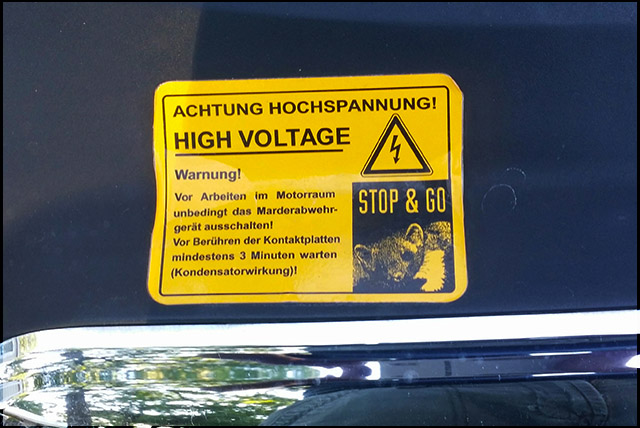 ACHTUNG HOCHSPANNUNG!
HIGH VOLTAGE
Warnung!
Vor Arbeiten im Motorraum
unbedingt das Marderabwehr-
gerät ausschalten!
Vor Berühren der Kontaktplatten
mindestens 3 Minuten warten
(Kondensatorwirkung)!
STOP & GO